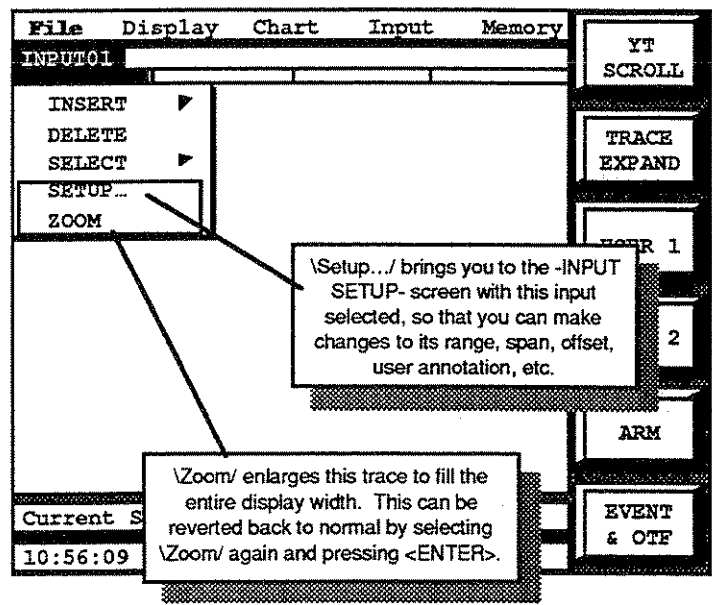 File Display Chart Input Memory
INPUT01
INSERT
DELETE
SELECT
SETUP…
ZOOM
\Setup…/ brings you to the -INPUT
SETUP- screen with this input
selected, so that you can make
changes to its range, span, offset,
user annotation, etc.
\Zoom/ enlarges this trace to fill the
entire display width. This can be
reverted back to normal by selecting
\Zoom/ again and pressing <ENTER>.
Current S
10:56:09
YT
SCROLL
TRACE
EXPAND
USER 1
2
ARM
EVENT
& OTF